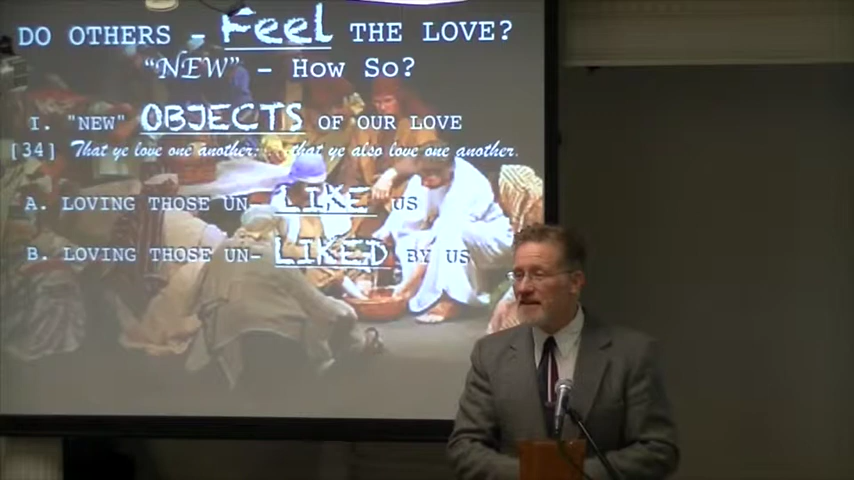 DO OTHERS - Feel THE LOVE?
"NEW" - HOW SO?
I. "NEW" OBJECTS OF OUR LOVE
[34] That ye love one another... that ye also love one another.
A. LOVING THOSE UN- LIKE US
B. LOVING THOSE UN- LIKED BY US